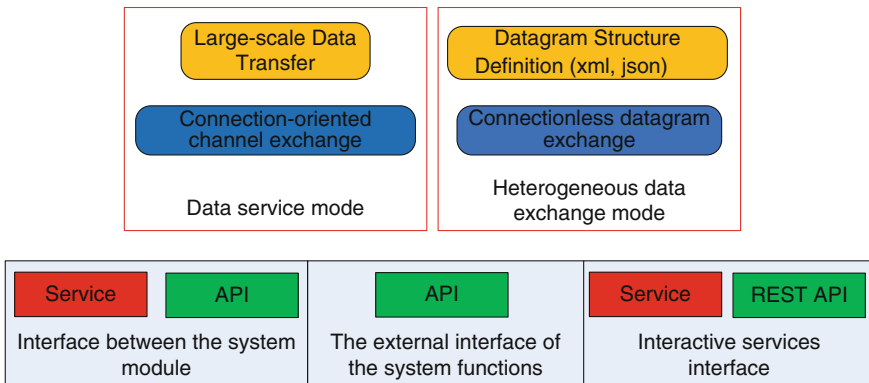 Large-scale Data
Transfer
Connection-oriented
channel exchange
Data service mode
Datagram Structure
Definition (xml, json)
Connectionless datagram
exchange
Heterogeneous data
exchange mode
Service
API
Interface between the system
module
API
The external interface of
the system functions
Service
REST API
Interactive services
interface